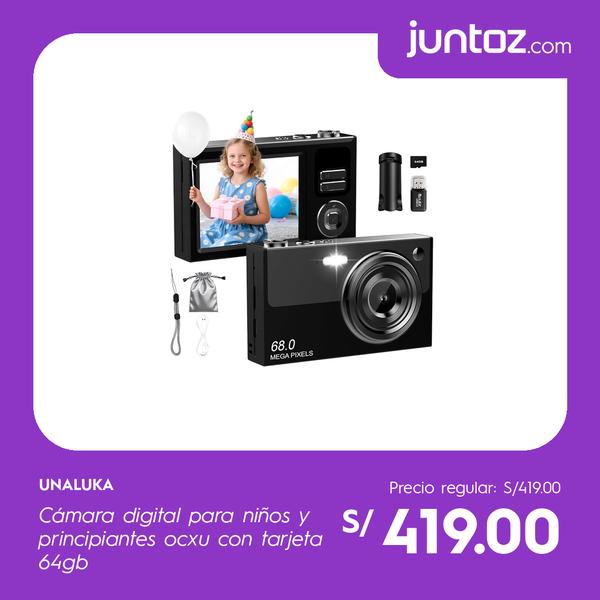 juntoz.com
64GB
68.0
MEGA PIXELS
UNALUKA
Cámara digital para niños y
principiantes ocxu con tarjeta
64gb
Precio regular: S/419.00
S/ 419.00